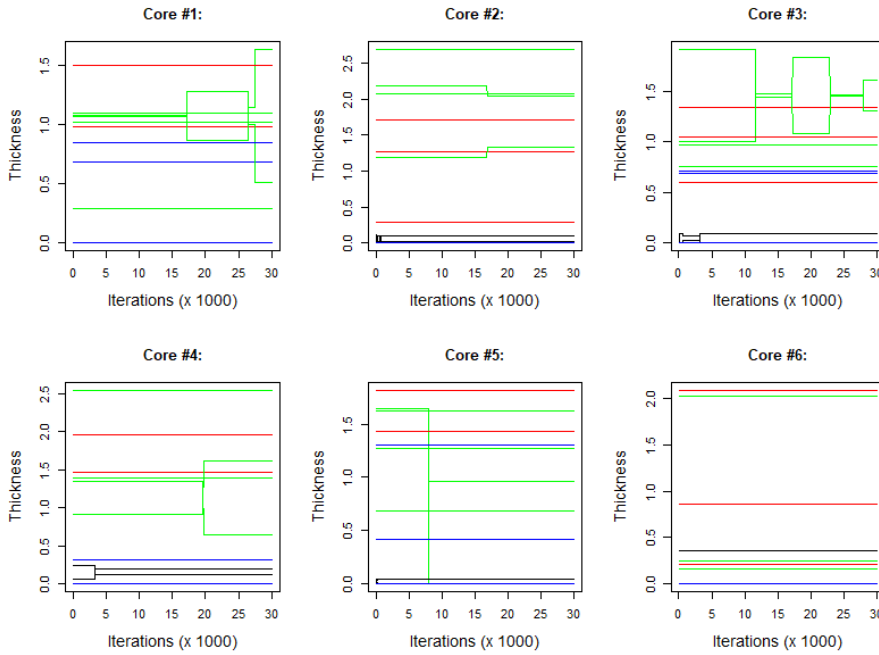 Core #1:
Thickness
0.0 0.5 1.0 1.5
0 5 10 15 20 25 30
Iterations (x 1000)
Core #2:
Thickness
0.0 0.5 1.0 1.5 2.0 2.5
0 5 10 15 20 25 30
Iterations (x 1000)
Core #3:
Thickness
0.0 0.5 1.0 1.5
0 5 10 15 20 25 30
Iterations (x 1000)
Core #4:
Thickness
0.0 0.5 1.0 1.5 2.0 2.5
0 5 10 15 20 25 30
Iterations (x 1000)
Core #5:
Thickness
0.0 0.5 1.0 1.5
0 5 10 15 20 25 30
Iterations (x 1000)
Core #6:
Thickness
0.0 0.5 1.0 1.5 2.0
0 5 10 15 20 25 30
Iterations (x 1000)